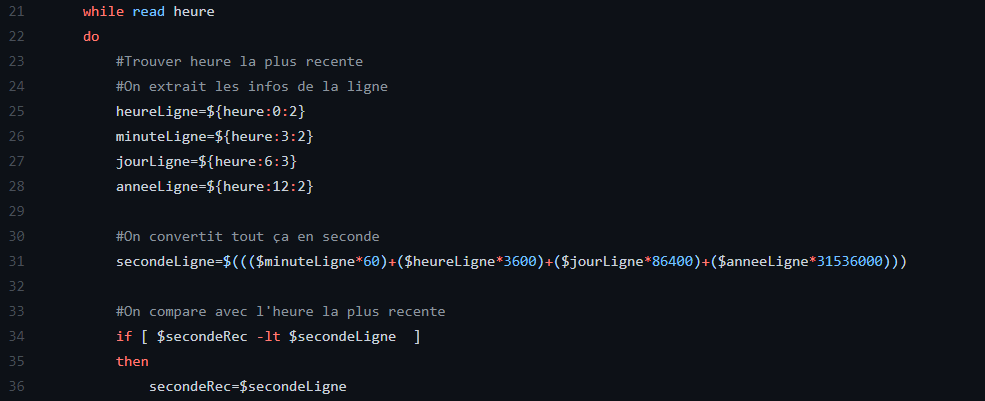 21 while read heure
22 do
23 #Trouver heure la plus recente
24 #On extrait les infos de la ligne
25 heureLigne=${heure:0:2}
26 minuteLigne=${heure:3:2}
27 jourLigne=${heure:6:3}
28 anneeLigne=${heure:12:2}
29
30 #On convertit tout ça en seconde
31 secondeLigne=$((($minuteLigne*60)+($heureLigne*3600)+($jourLigne*86400)+($anneeLigne*31536000)))
32
33 #On compare avec l'heure la plus recente
34 if [ $secondeRec -lt $secondeLigne  ]
35 then
36 secondeRec=$secondeLigne